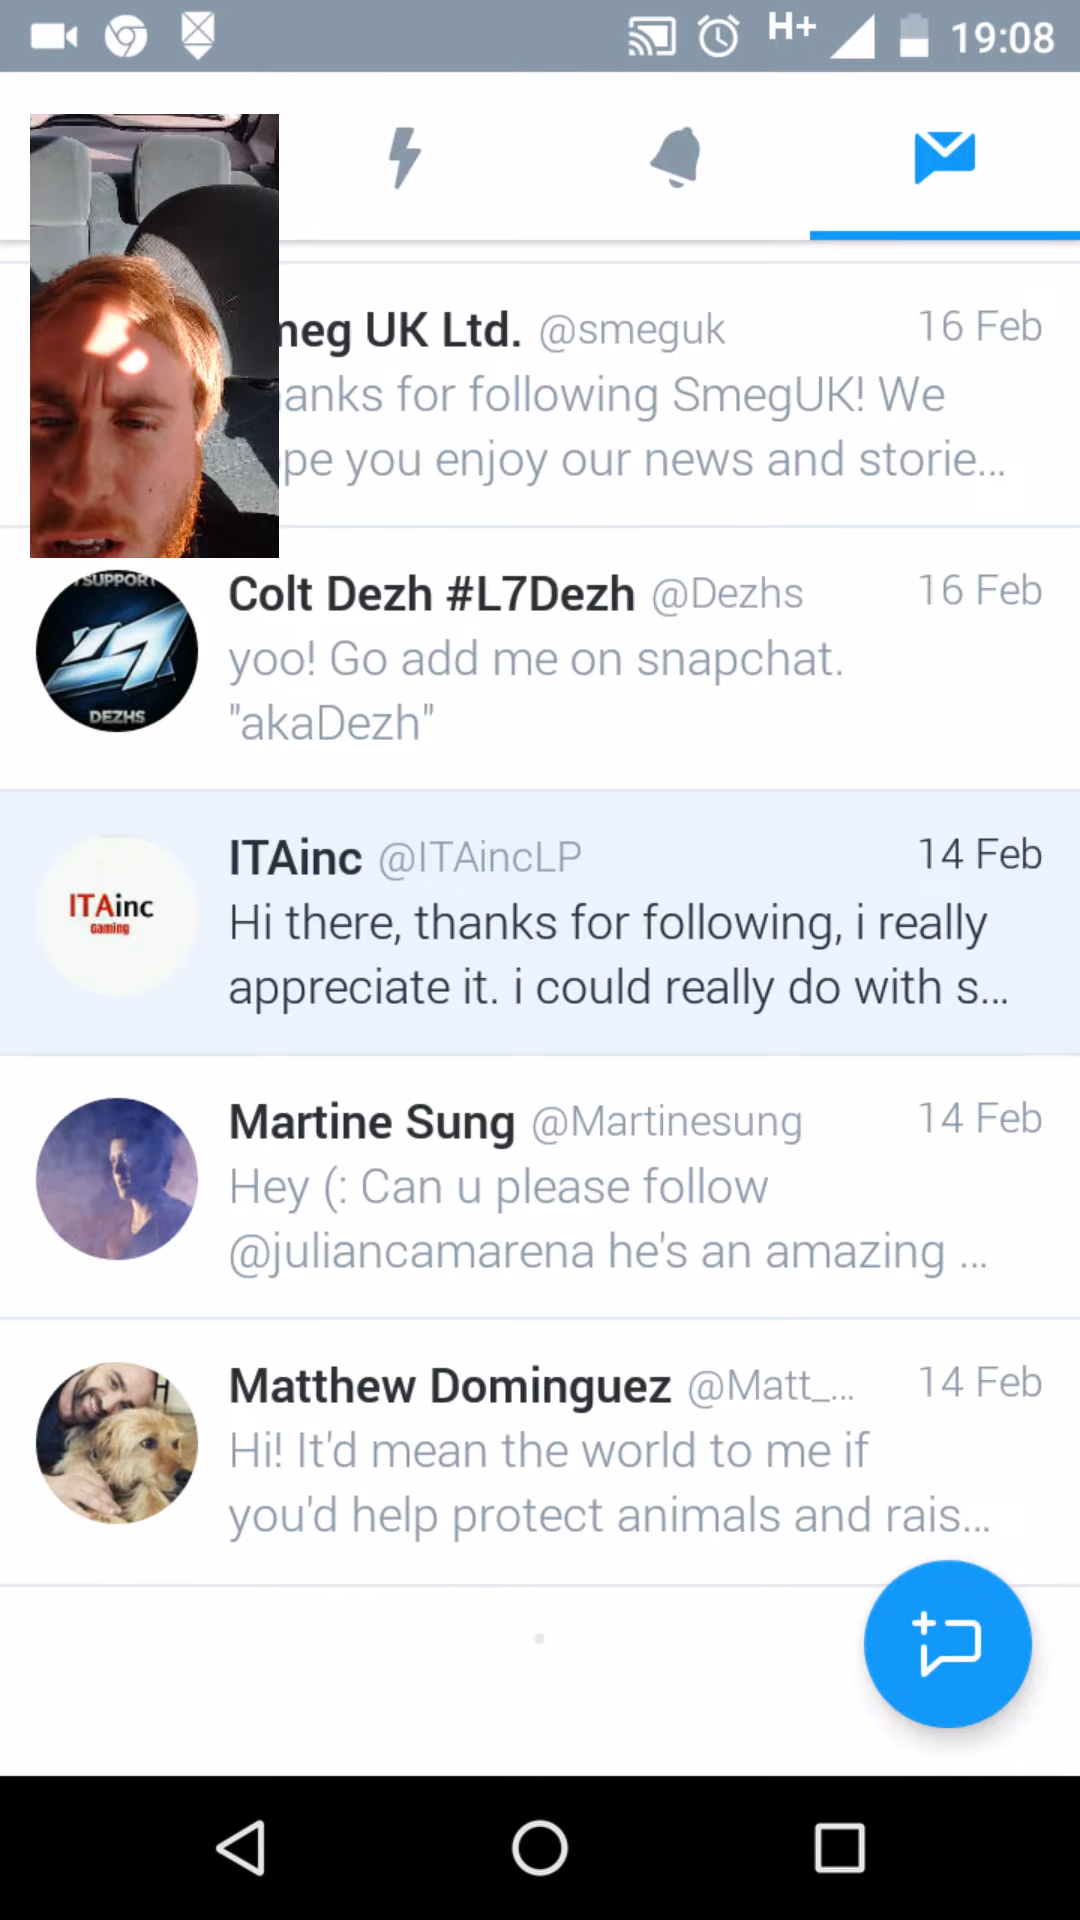 H+ 19:08
meg UK Ltd. @smeguk 16 Feb
anks for following SmegUK! We
pe you enjoy our news and storie...
SUPPORT
DEZHS
Colt Dezh #L7Dezh @Dezhs 16 Feb
yoo! Go add me on snapchat.
"akaDezh"
ITAinc
Gaming
ITAinc @ITAincLP 14 Feb
Hi there, thanks for following, i really
appreciate it. i could really do with s...
Martine Sung @Martinesung 14 Feb
Hey (: Can u please follow
@juliancamarena he's an amazing ...
Matthew Dominguez @Matt_... 14 Feb
Hi! It'd mean the world to me if
you'd help protect animals and rais...